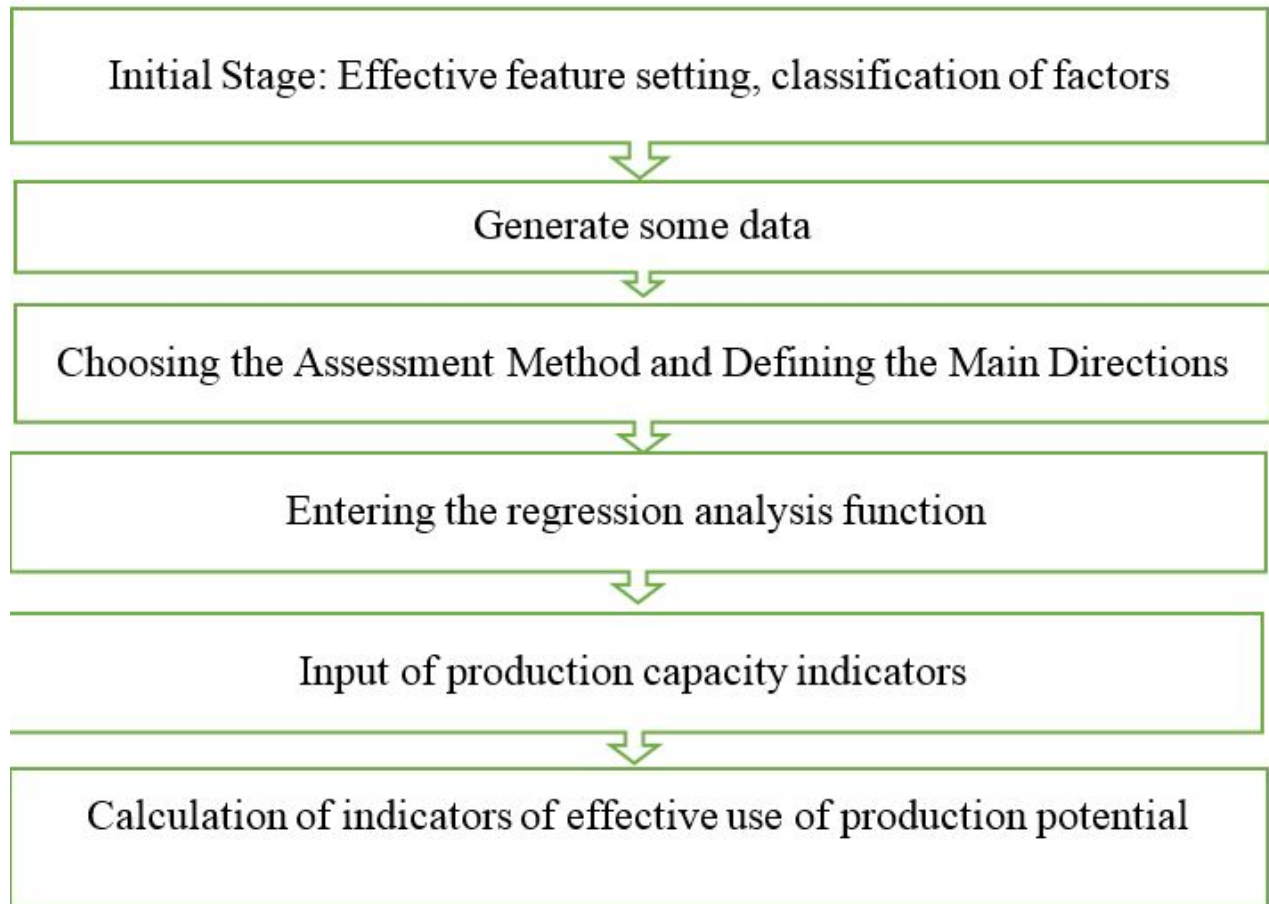 Initial Stage: Effective feature setting, classification of factors
Generate some data
Choosing the Assessment Method and Defining the Main Directions
Entering the regression analysis function
Input of production capacity indicators
Calculation of indicators of effective use of production potential